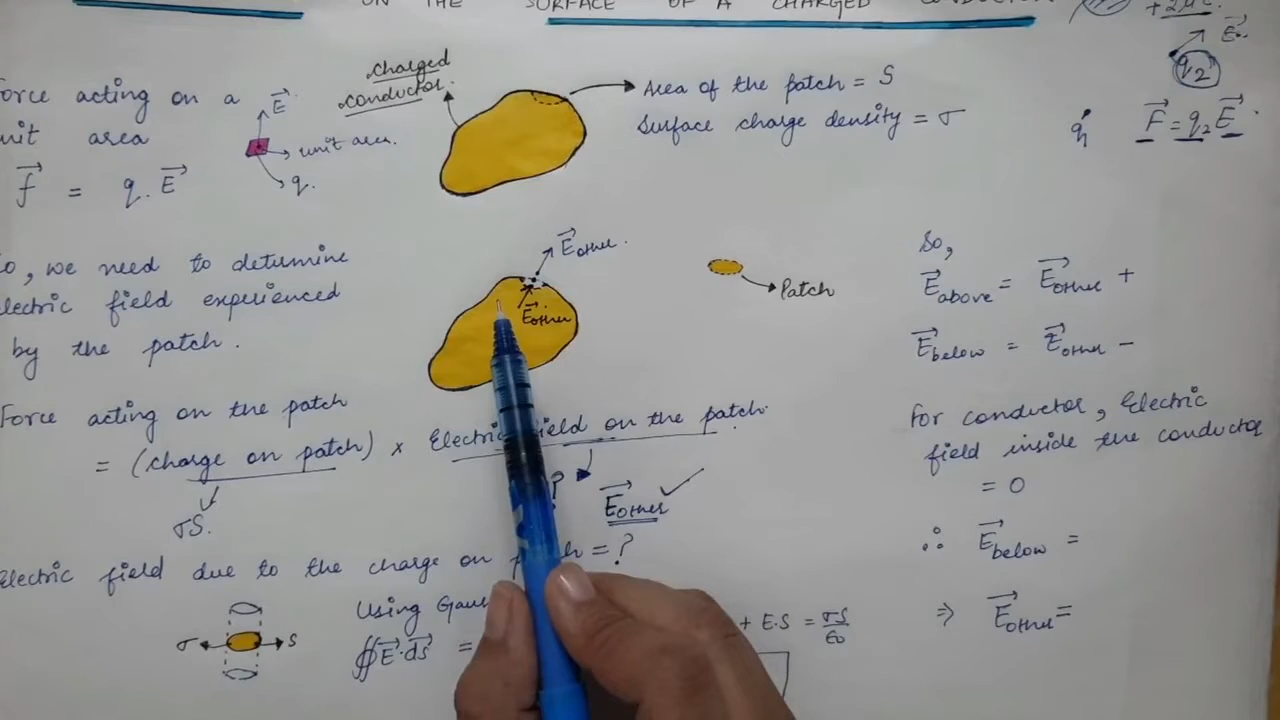 ON THE SURFACE OF A CHARGED
+2μC
E
q2
Force acting on a
unit area
f = q. E
E
unit area.
q.
charged
conductor.
Area of the patch = S
Surface charge density = σ
q1
F = q2 E
So, we need to determine
Electric field experienced
by the patch.
E other.
E other
Patch
So,
E above = E other +
E below = E other −
Force acting on the patch
= (charge on patch) × Electric field on the patch.
σS.
?
E other ✓
For conductor, Electric
field inside the conductor
= 0
∴ E below =
⇒ E other =
Electric field due to the charge on = ?
σ
S
Using
∯ E · ds =
+ E·S = σS/ε0